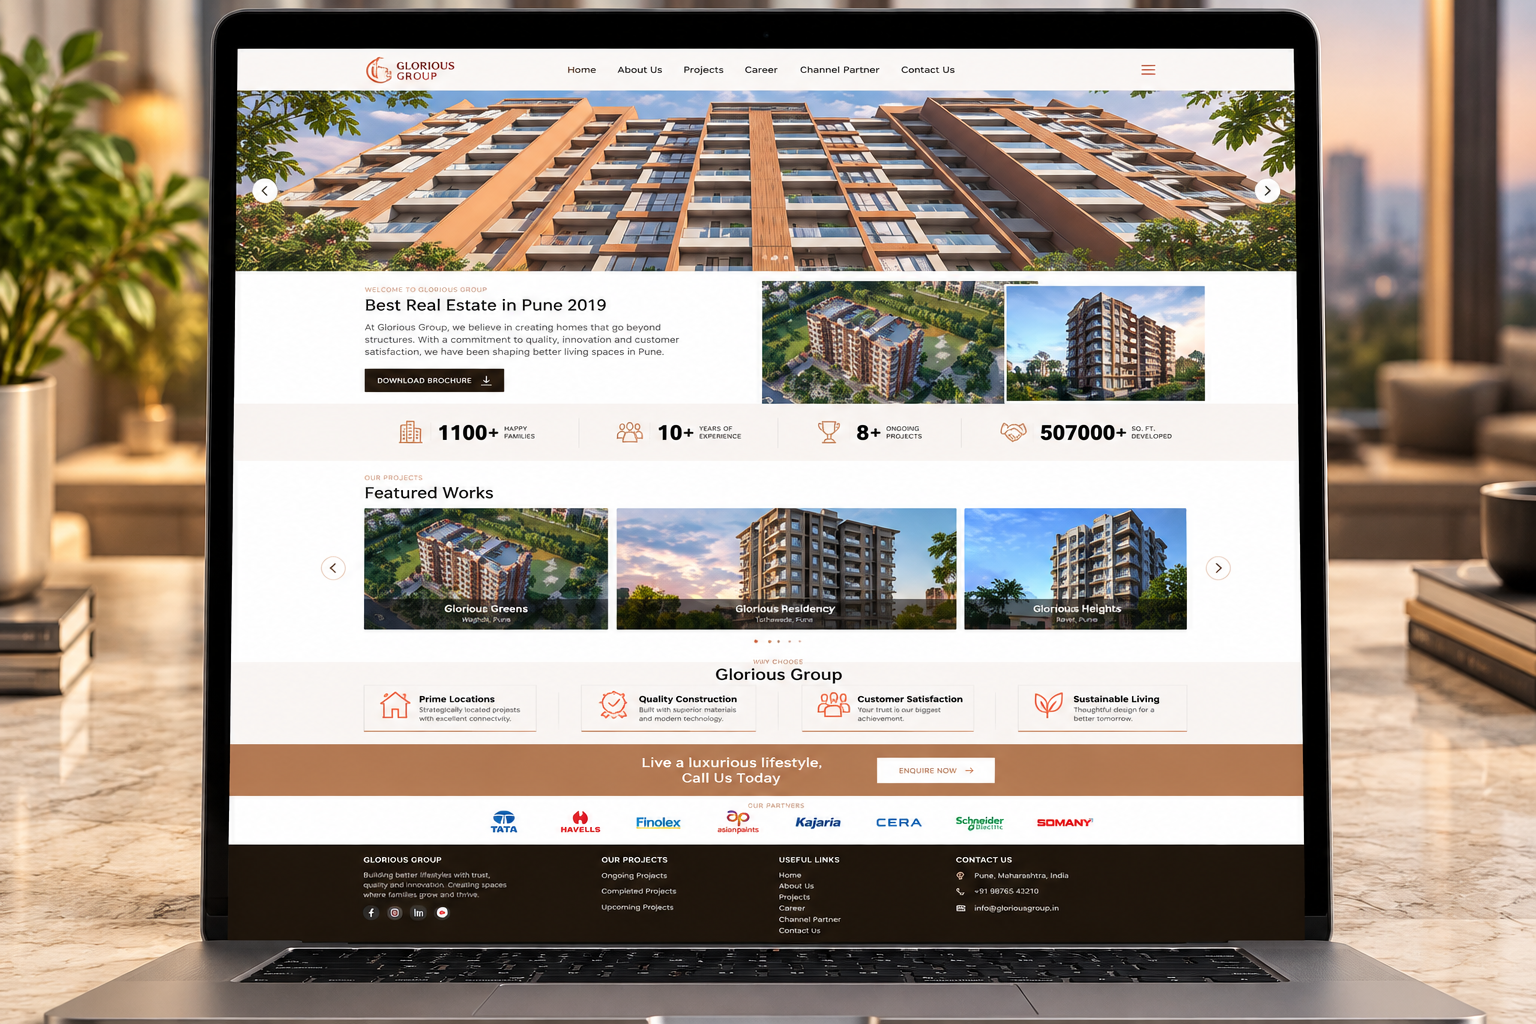 GLORIOUS
GROUP
Home
About Us
Projects
Career
Channel Partner
Contact Us
WELCOME TO GLORIOUS GROUP
Best Real Estate in Pune 2019
At Glorious Group, we believe in creating homes that go beyond
structures. With a commitment to quality, innovation and customer
satisfaction, we have been shaping better living spaces in Pune.
DOWNLOAD BROCHURE
1100+ HAPPY
FAMILIES
10+ YEARS OF
EXPERIENCE
8+ ONGOING
PROJECTS
507000+ SQ. FT.
DEVELOPED
OUR PROJECTS
Featured Works
Glorious Greens
Pune
Glorious Residency
Glorious Heights
Pune
WWY CHOOSE
Glorious Group
Prime Locations
Strategically located projests
with excellent connectivity.
Quality Construction
Built with superior materials
and modern technology.
Customer Satisfaction
Your trust is our biggest
achievement.
Sustainable Living
Thoughtful design for a
better tomorrow.
Live a luxurious lifestyle,
Call Us Today
ENQUIRE NOW
OUR PARTNERS
TATA
HAVELLS
Finolex
ap
asianpaints
Kajaria
CERA
Schneider
SOMANY
GLORIOUS GROUP
Building better lifestyles with trust,
quality and innovation. Creating spaces
where families grow and thrive.
f
in
OUR PROJECTS
Ongoing Projects
Completed Projects
Upcoming Projects
USEFUL LINKS
Home
About Us
Projects
Career
Channel Partner
Contact Us
CONTACT US
Pune, Maharashtra, India
+91 98765 43210
info@gloriousgroup.in